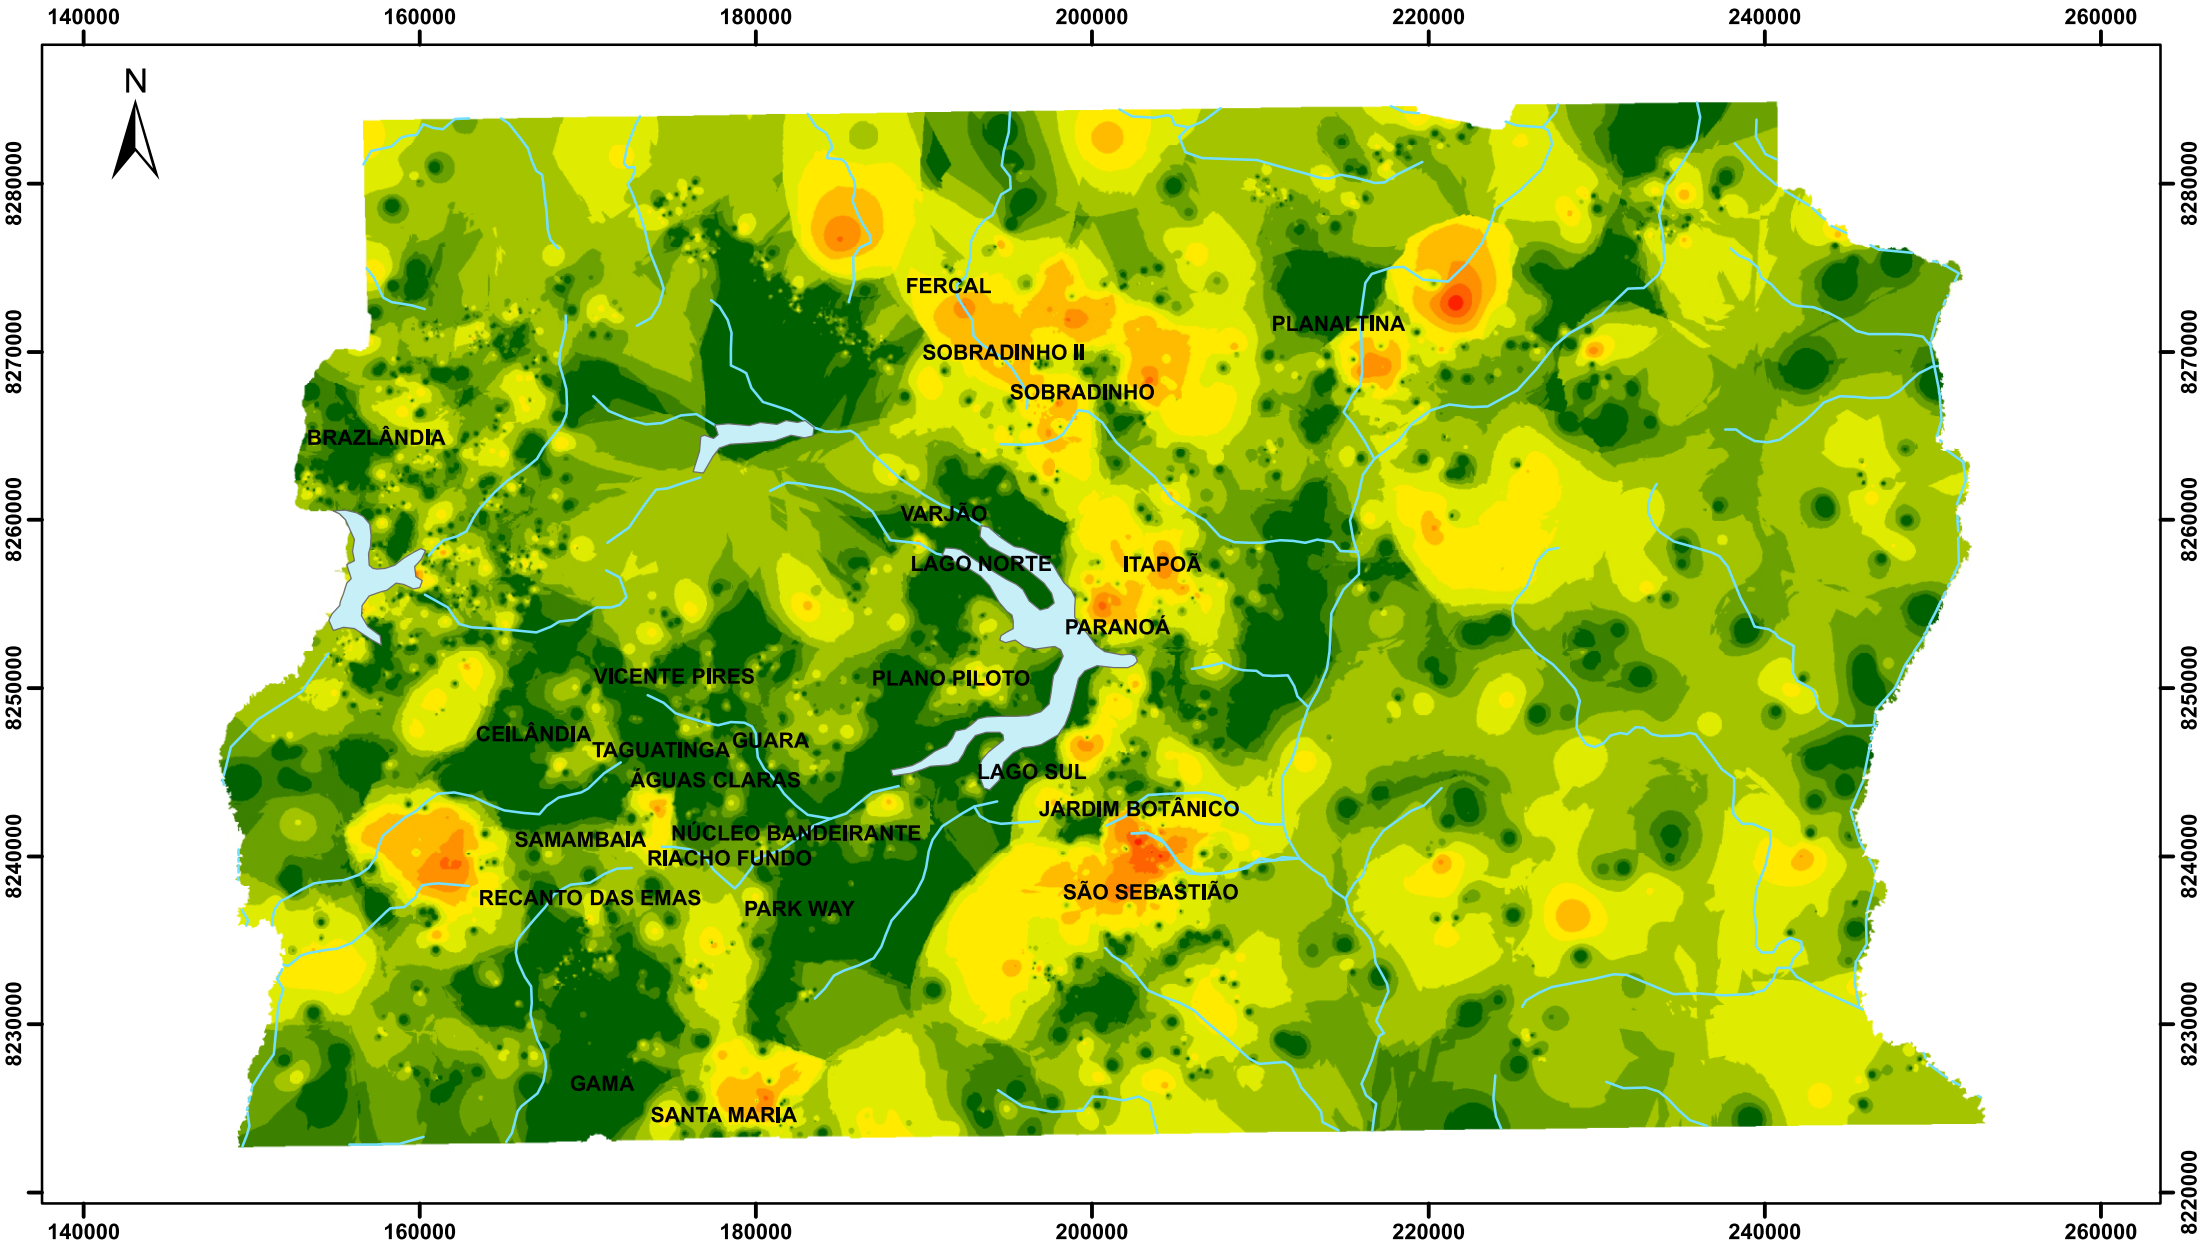 140000 160000 180000 200000 220000 240000 260000
N
8280000 8280000
FERCAL
PLANALTINA
8270000 8270000
SOBRADINHO II
SOBRADINHO
BRAZLÂNDIA
8260000 8260000
VARJÃO
LAGO NORTE
ITAPOÃ
PARANOÁ
8250000 8250000
VICENTE PIRES
PLANO PILOTO
CEILÂNDIA
TAGUATINGA
GUARA
LAGO SUL
ÁGUAS CLARAS
JARDIM BOTÂNICO
8240000 8240000
SAMAMBAIA
NÚCLEO BANDEIRANTE
RIACHO FUNDO
SÃO SEBASTIÃO
RECANTO DAS EMAS
PARK WAY
8230000 8230000
GAMA
SANTA MARIA
8220000 8220000
140000 160000 180000 200000 220000 240000 260000